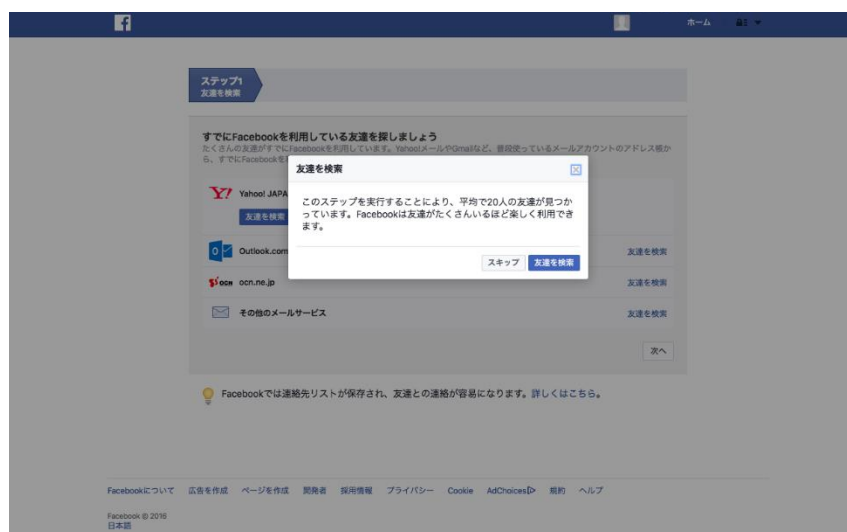 ホーム
ステップ1
友達を検索
すでにFacebookを利用している友達を探しましょう
たくさんの友達がすでにFacebookを利用しています。Yahoo!メールやGmailなど、普段使っているメールアカウントのアドレス帳か
ら、すでにFacebookを
友達を検索
このステップを実行することにより、平均で20人の友達が見つか
っています。Facebookは友達がたくさんいるほど楽しく利用でき
ます。
スキップ 友達を検索
Yahoo! JAPA
友達を検索
Outlook.com 友達を検索
OCN ocn.ne.jp 友達を検索
その他のメールサービス 友達を検索
次へ
Facebookでは連絡先リストが保存され、友達との連絡が容易になります。詳しくはこちら。
Facebookについて 広告を作成 ページを作成 開発者 採用情報 プライバシー Cookie AdChoices 規約 ヘルプ
Facebook © 2016
日本語